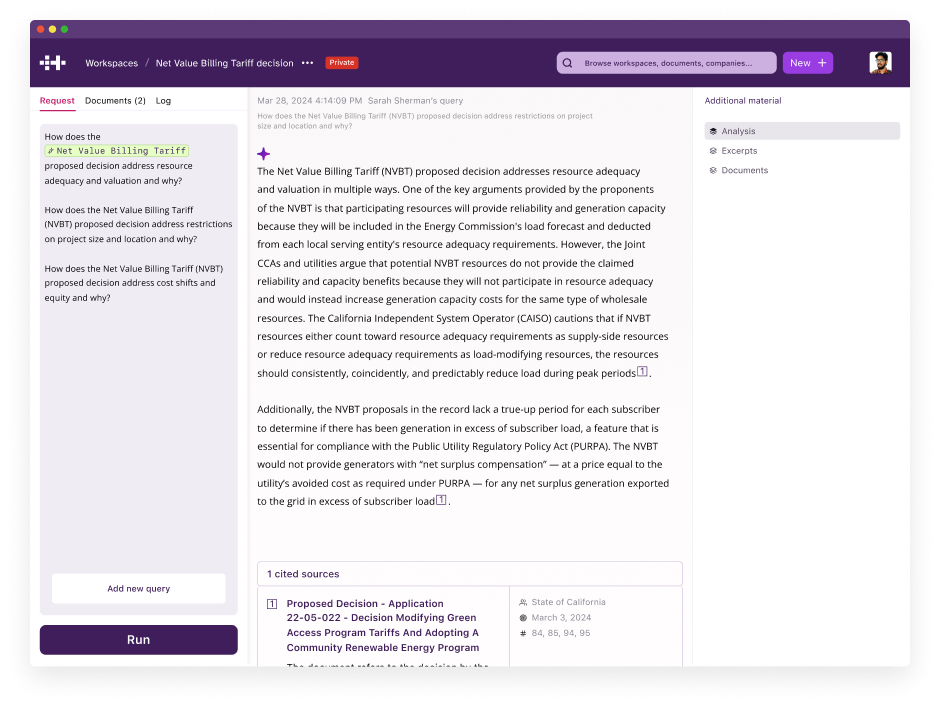 Workspaces / Net Value Billing Tariff decision ••• Private
Browse workspaces, documents, companies...
New +
Request Documents (2) Log
How does the
Net Value Billing Tariff
proposed decision address resource
adequacy and valuation and why?
How does the Net Value Billing Tariff
(NVBT) proposed decision address restrictions
on project size and location and why?
How does the Net Value Billing Tariff (NVBT)
proposed decision address cost shifts and
equity and why?
Add new query
Run
Mar 28, 2024 4:14:09 PM Sarah Sherman's query
How does the Net Value Billing Tariff (NVBT) proposed decision address restrictions on project
size and location and why?
The Net Value Billing Tariff (NVBT) proposed decision addresses resource adequacy
and valuation in multiple ways. One of the key arguments provided by the proponents
of the NVBT is that participating resources will provide reliability and generation capacity
because they will be included in the Energy Commission's load forecast and deducted
from each local serving entity's resource adequacy requirements. However, the Joint
CCAs and utilities argue that potential NVBT resources do not provide the claimed
reliability and capacity benefits because they will not participate in resource adequacy
and would instead increase generation capacity costs for the same type of wholesale
resources. The California Independent System Operator (CAISO) cautions that if NVBT
resources either count toward resource adequacy requirements as supply-side resources
or reduce resource adequacy requirements as load-modifying resources, the resources
should consistently, coincidently, and predictably reduce load during peak periods 1 .
Additionally, the NVBT proposals in the record lack a true-up period for each subscriber
to determine if there has been generation in excess of subscriber load, a feature that is
essential for compliance with the Public Utility Regulatory Policy Act (PURPA). The NVBT
would not provide generators with “net surplus compensation” — at a price equal to the
utility’s avoided cost as required under PURPA — for any net surplus generation exported
to the grid in excess of subscriber load 1 .
1 cited sources
1 Proposed Decision - Application
22-05-022 - Decision Modifying Green
Access Program Tariffs And Adopting A
Community Renewable Energy Program
The document refers to the decision by the
State of California
March 3, 2024
# 84, 85, 94, 95
Additional material
Analysis
Excerpts
Documents